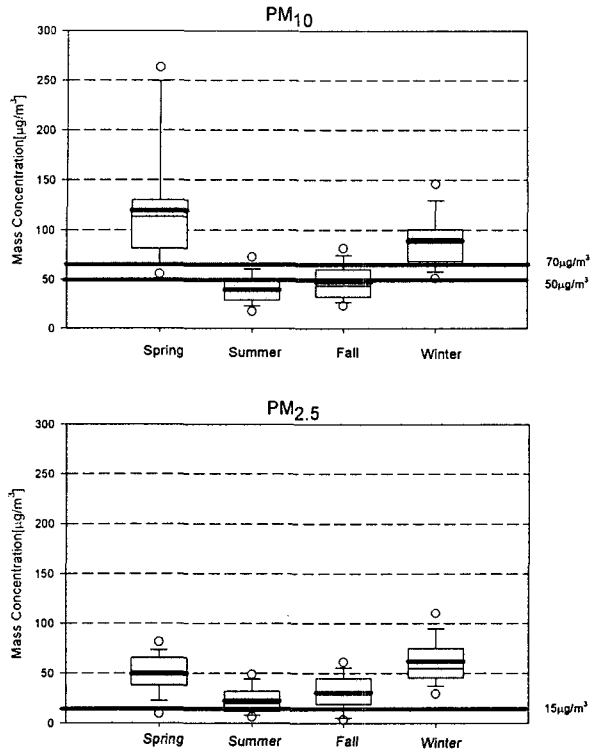 PM10
Mass Concentration[μg/m³]
300
250
200
150
100
50
0
70μg/m³
50μg/m³
Spring
Summer
Fall
Winter
PM2.5
Mass Concentration[μg/m³]
300
250
200
150
100
50
0
15μg/m³
Spring
Summer
Fall
Winter